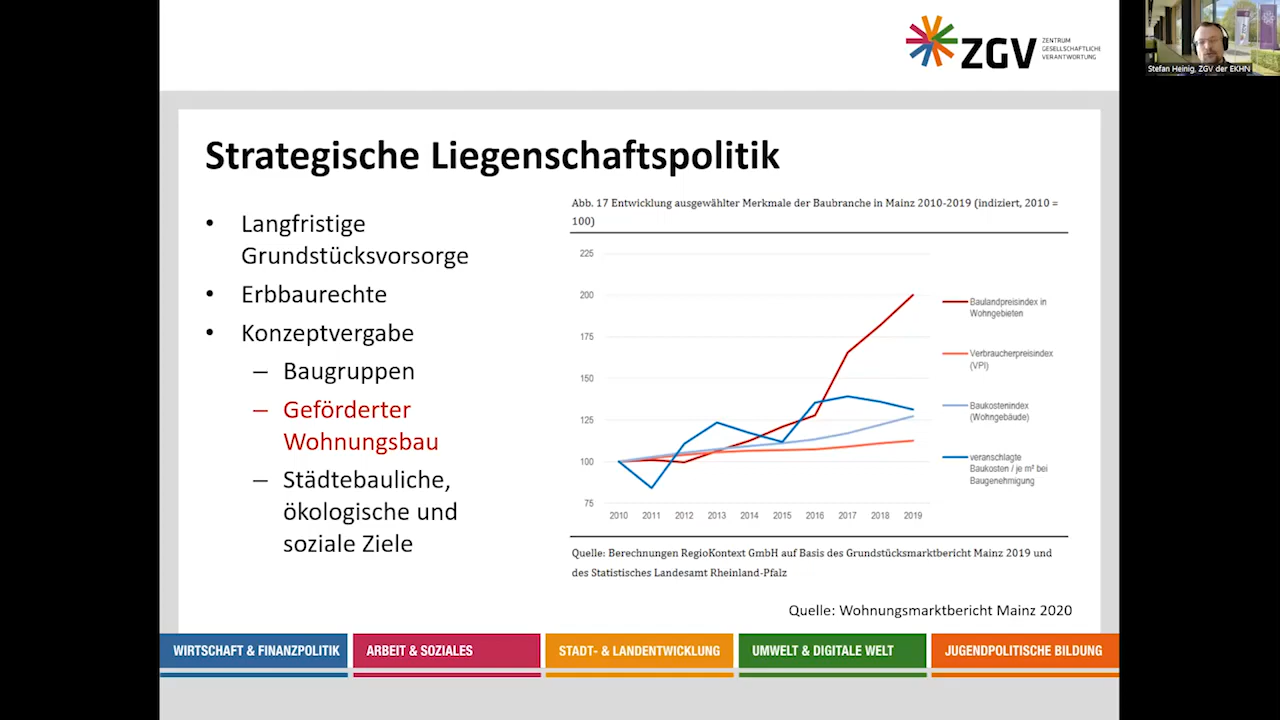 ZGV
ZENTRUM
GESELLSCHAFTLICHE
VERANTWORTUNG
Stefan Heinig, ZGV der EKHN
Strategische Liegenschaftspolitik
• Langfristige
Grundstücksvorsorge
• Erbbaurechte
• Konzeptvergabe
– Baugruppen
– Geförderter
Wohnungsbau
– Städtebauliche,
ökologische und
soziale Ziele
Abb. 17 Entwicklung ausgewählter Merkmale der Baubranche in Mainz 2010-2019 (indiziert, 2010 =
100)
225
200
175
150
125
100
75
2010 2011 2012 2013 2014 2015 2016 2017 2018 2019
Baulandpreisindex in
Wohngebieten
Verbraucherpreisindex
(VPI)
Baukostenindex
(Wohngebäude)
veranschlagte
Baukosten / je m² bei
Baugenehmigung
Quelle: Berechnungen RegioKontext GmbH auf Basis des Grundstücksmarktbericht Mainz 2019 und
des Statistisches Landesamt Rheinland-Pfalz
Quelle: Wohnungsmarktbericht Mainz 2020
WIRTSCHAFT & FINANZPOLITIK
ARBEIT & SOZIALES
STADT- & LANDENTWICKLUNG
UMWELT & DIGITALE WELT
JUGENDPOLITISCHE BILDUNG